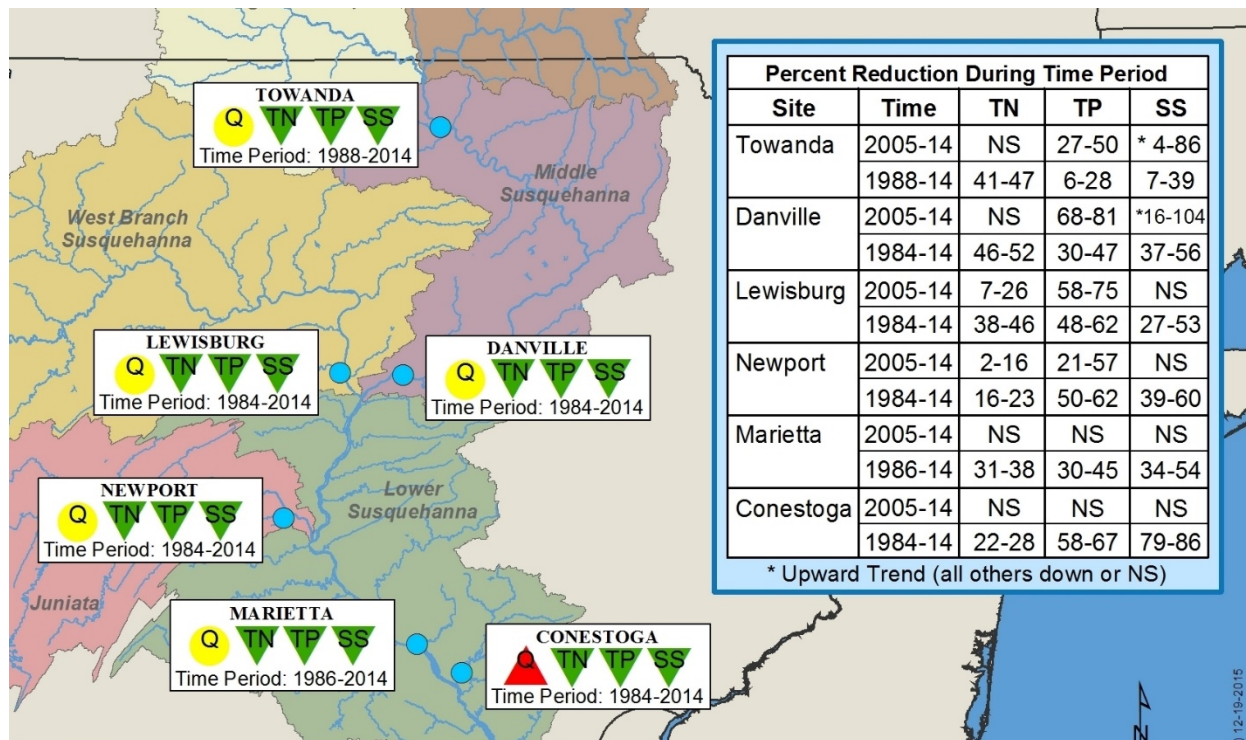 TOWANDA
Q TN TP SS
Time Period: 1988-2014
Middle
Susquehanna
West Branch
Susquehanna
LEWISBURG
Q TN TP SS
Time Period: 1984-2014
DANVILLE
Q TN TP SS
Time Period: 1984-2014
NEWPORT
Q TN TP SS
Time Period: 1984-2014
Lower
Susquehanna
Juniata
MARIETTA
Q TN TP SS
Time Period: 1986-2014
CONESTOGA
Q TN TP SS
Time Period: 1984-2014
Percent Reduction During Time Period
Site Time TN TP SS
Towanda 2005-14 NS 27-50 * 4-86
1988-14 41-47 6-28 7-39
Danville 2005-14 NS 68-81 *16-104
1984-14 46-52 30-47 37-56
Lewisburg 2005-14 7-26 58-75 NS
1984-14 38-46 48-62 27-53
Newport 2005-14 2-16 21-57 NS
1984-14 16-23 50-62 39-60
Marietta 2005-14 NS NS NS
1986-14 31-38 30-45 34-54
Conestoga 2005-14 NS NS NS
1984-14 22-28 58-67 79-86
* Upward Trend (all others down or NS)
) 12-19-2015